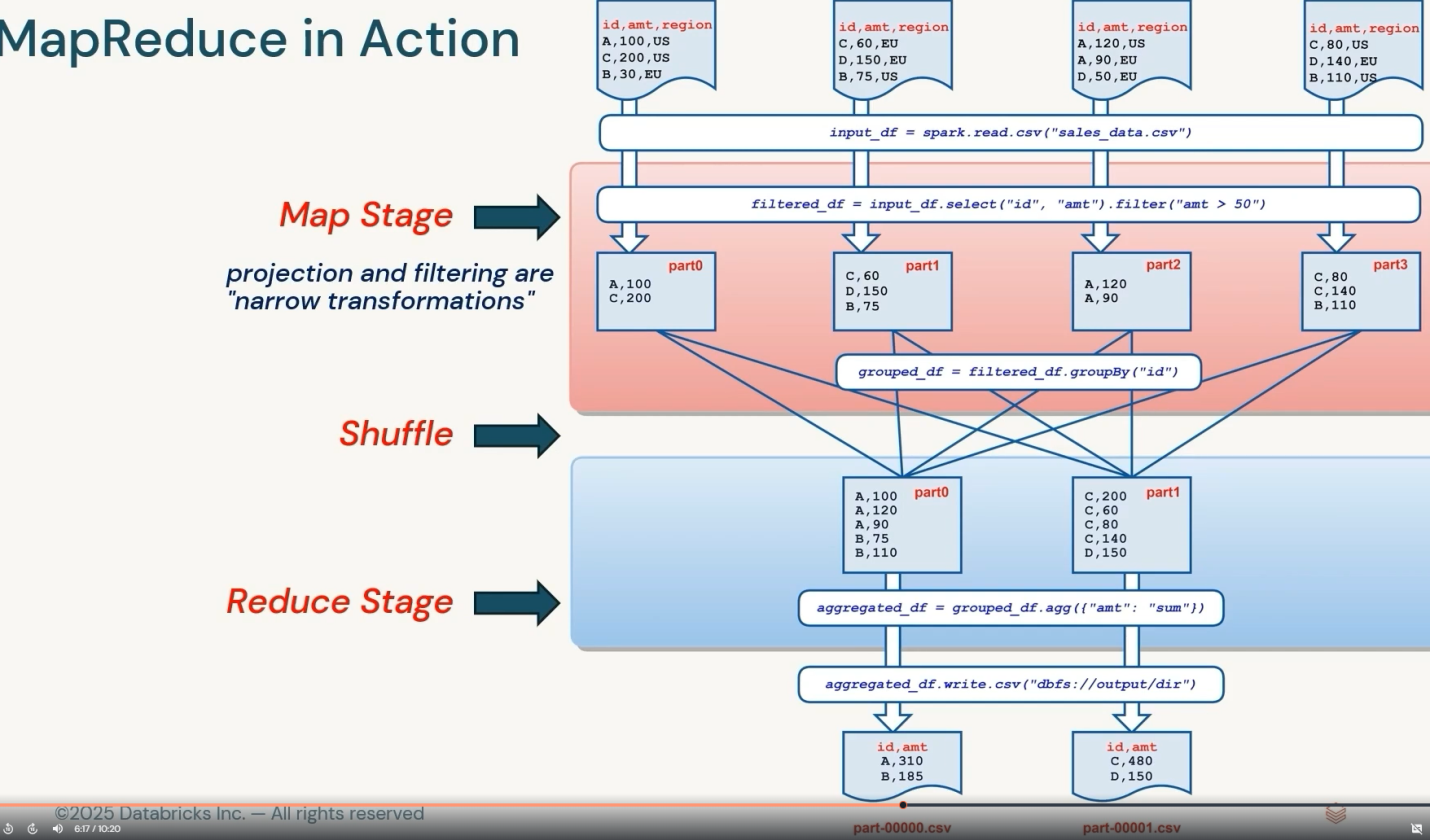 MapReduce in Action
id,amt,region
A,100,US
C,200,US
B,30,EU
id,amt,region
C,60,EU
D,150,EU
B,75,US
id,amt,region
A,120,US
A,90,EU
D,50,EU
id,amt,region
C,80,US
D,140,EU
B,110,US
input_df = spark.read.csv("sales_data.csv")
Map Stage
filtered_df = input_df.select("id", "amt").filter("amt > 50")
projection and filtering are
"narrow transformations"
part0
A,100
C,200
part1
C,60
D,150
B,75
part2
A,120
A,90
part3
C,80
C,140
B,110
grouped_df = filtered_df.groupBy("id")
Shuffle
part0
A,100
A,120
A,90
B,75
B,110
part1
C,200
C,60
C,80
C,140
D,150
Reduce Stage
aggregated_df = grouped_df.agg({"amt": "sum"})
aggregated_df.write.csv("dbfs://output/dir")
id,amt
A,310
B,185
id,amt
C,480
D,150
©2025 Databricks Inc. — All rights reserved
part-00000.csv
part-00001.csv
6:17 / 10:20